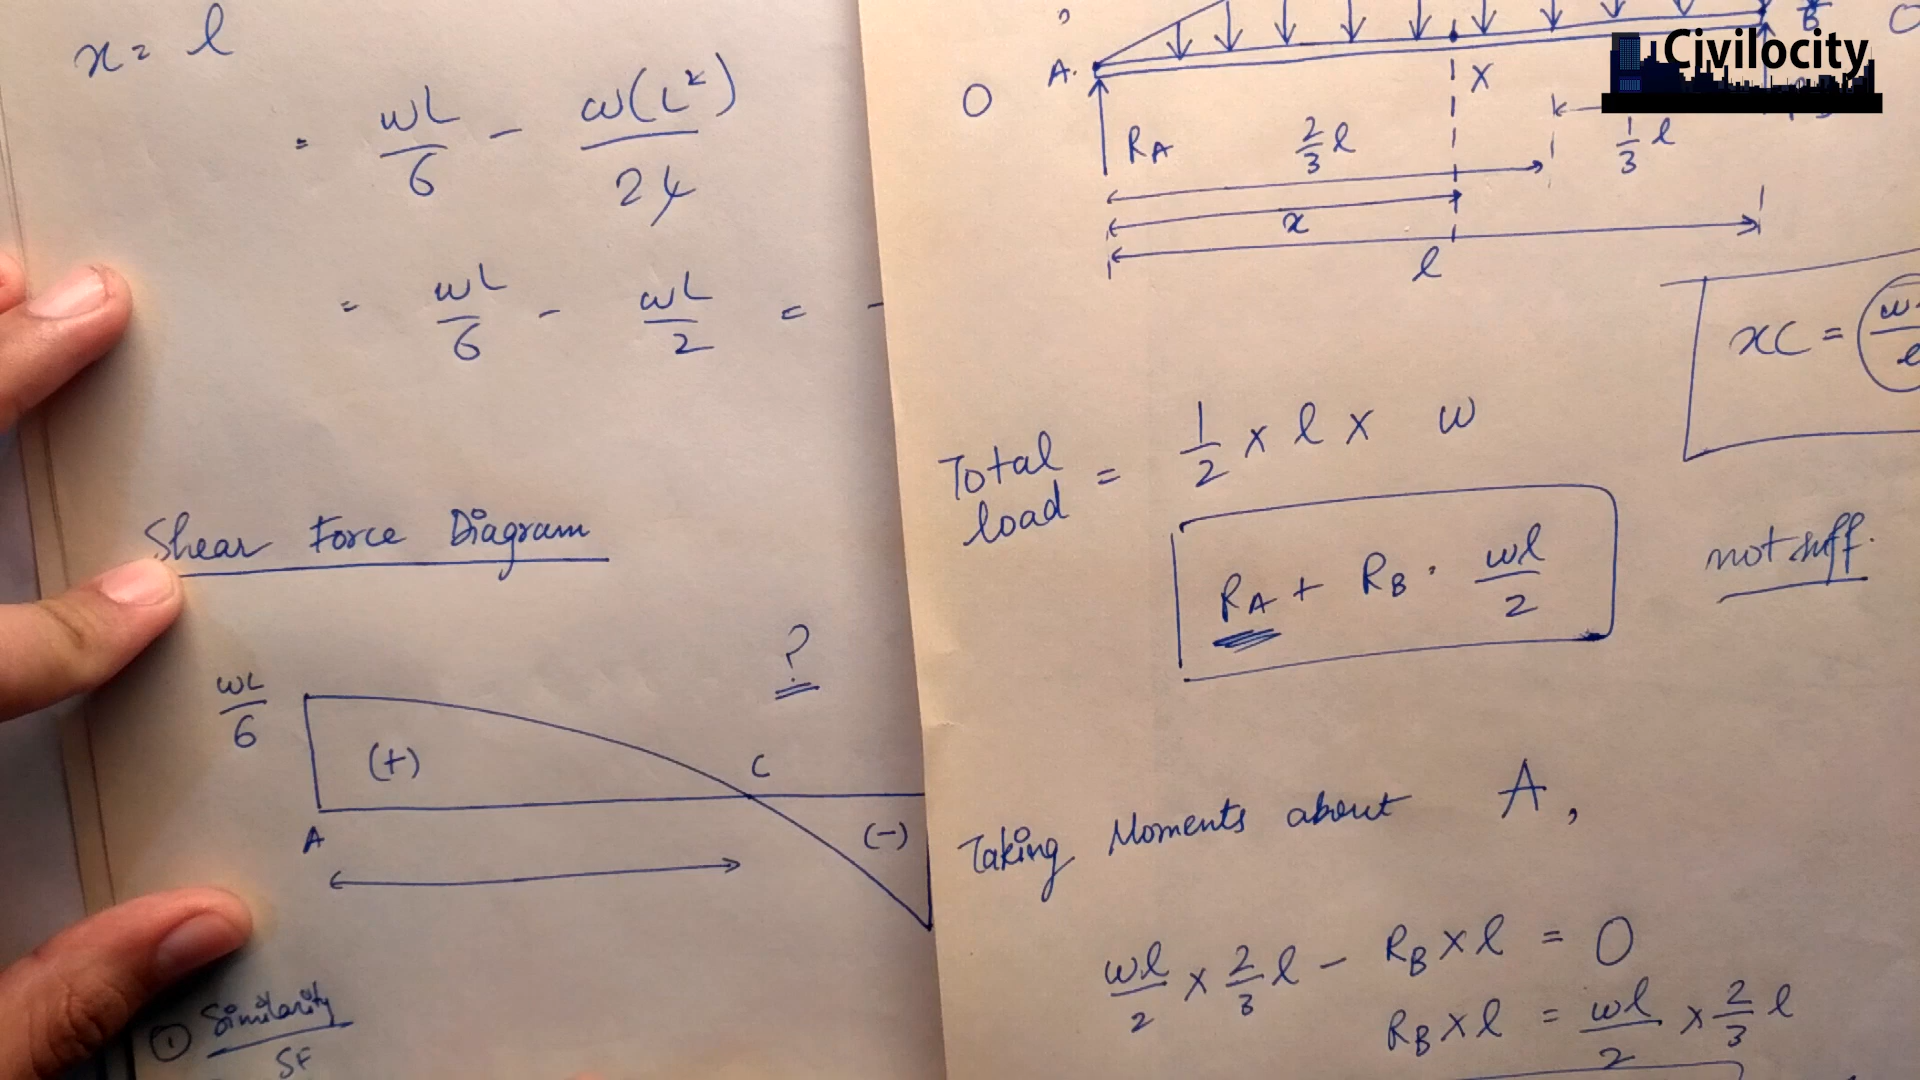 x = l
= wL/6 - w(L²)/24
= wL/6 - wL/2 = -
Shear Force Diagram
?
wL/6
(+)
C
(-)
A
① Similarity
SF
A.
B
O
X
O
RA
2/3 l
1/3 l
x
l
xC =
Total load = 1/2 x l x w
RA + RB . wl/2
not suff.
Taking Moments about A,
wl/2 x 2/3 l - RB x l = 0
RB x l = wl/2 x 2/3 l
Civilocity